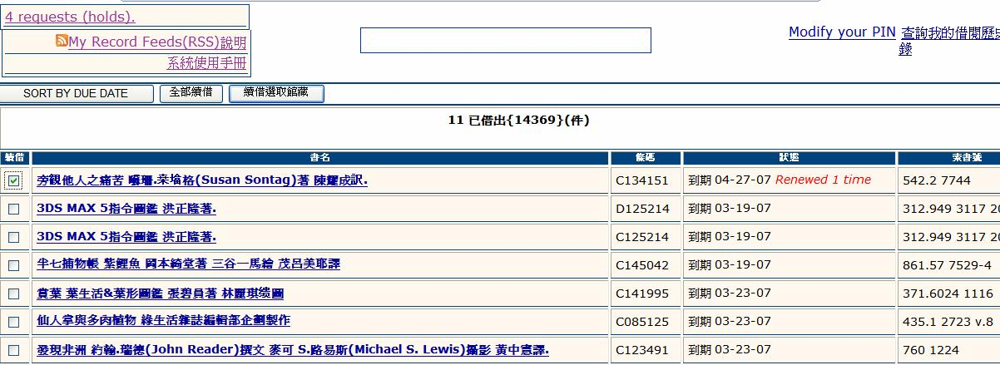 4 requests (holds).
My Record Feeds(RSS)說明
系統使用手冊
Modify your PIN 查詢我的借閱歷史
錄
SORT BY DUE DATE 全部續借 續借選取館藏
11 已借出{14369}(件)
續借 書名 條碼 狀態 索書號
旁觀他人之痛苦 蘇珊.桑塔格(Susan Sontag)著 陳耀成訳. C134151 到期 04-27-07 Renewed 1 time 542.2 7744
3DS MAX 5指令圖鑑 洪正隆著. D125214 到期 03-19-07 312.949 3117 20
3DS MAX 5指令圖鑑 洪正隆著. C125214 到期 03-19-07 312.949 3117 20
半七捕物帳 紫鯉魚 岡本綺堂著 三谷一馬繪 茂呂美耶譯 C145042 到期 03-19-07 861.57 7529-4
賞葉 葉生活&葉形圖鑑 張碧員著 林麗琪繪圖 C141995 到期 03-23-07 371.6024 1116
仙人掌與多肉植物 綠生活雜誌編輯部企劃製作 C085125 到期 03-23-07 435.1 2723 v.8
發現非洲 約翰.瑞德(John Reader)撰文 麥可 S.路易斯(Michael S. Lewis)攝影 黃中憲譯. C123491 到期 03-23-07 760 1224